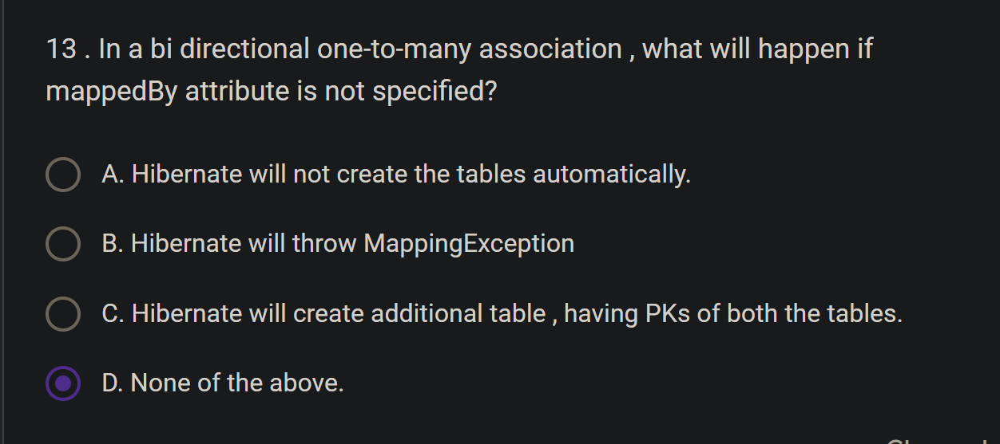 13 . In a bi directional one-to-many association , what will happen if
mappedBy attribute is not specified?
A. Hibernate will not create the tables automatically.
B. Hibernate will throw MappingException
C. Hibernate will create additional table , having PKs of both the tables.
D. None of the above.